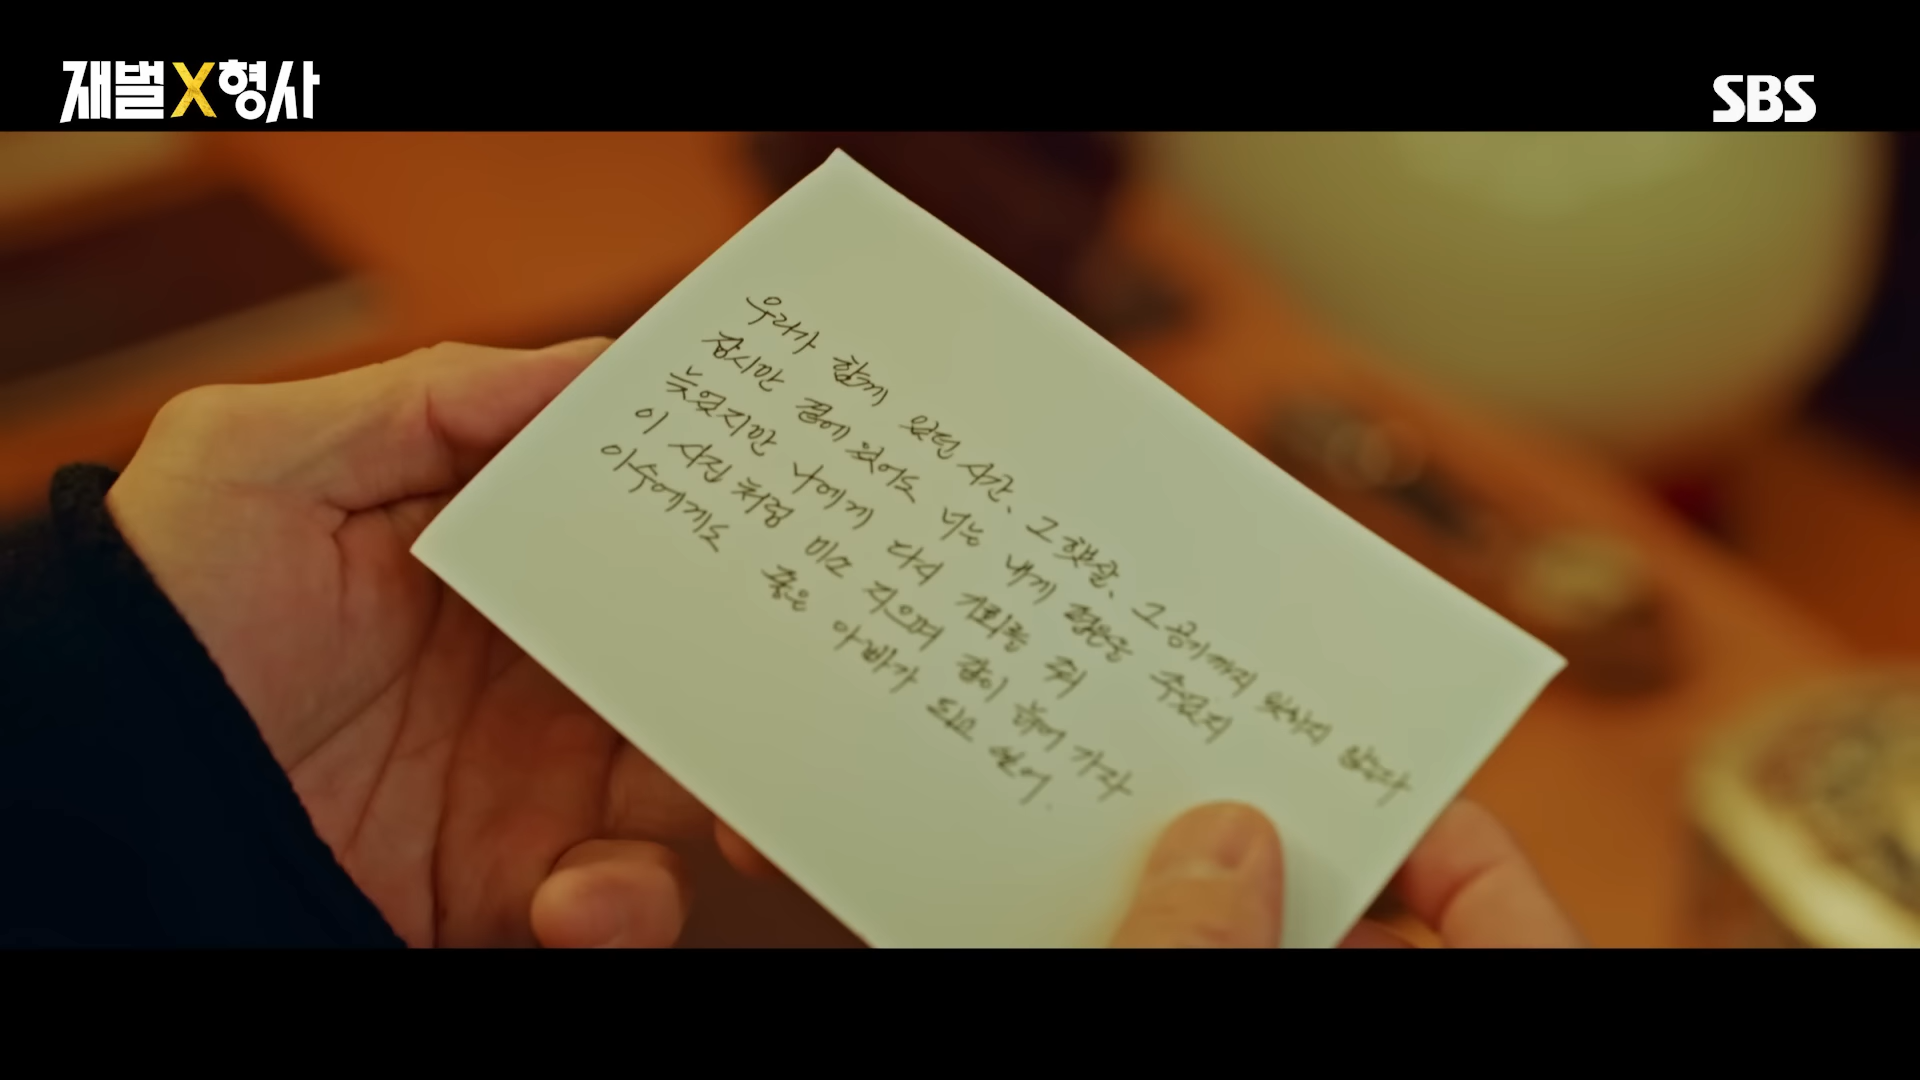 재벌X형사
SBS
우리가 함께 있던 시간, 그 햇살, 그 공기까지 잊히지 않는다
잠시만 곁에 있어도 너는 내게 평온을 주었지
늦었지만 나에게 다시 기회를 줘
이 사진처럼 미소 지으며 같이 늙어 가자
이수에게도 좋은 아빠가 되고 싶어.